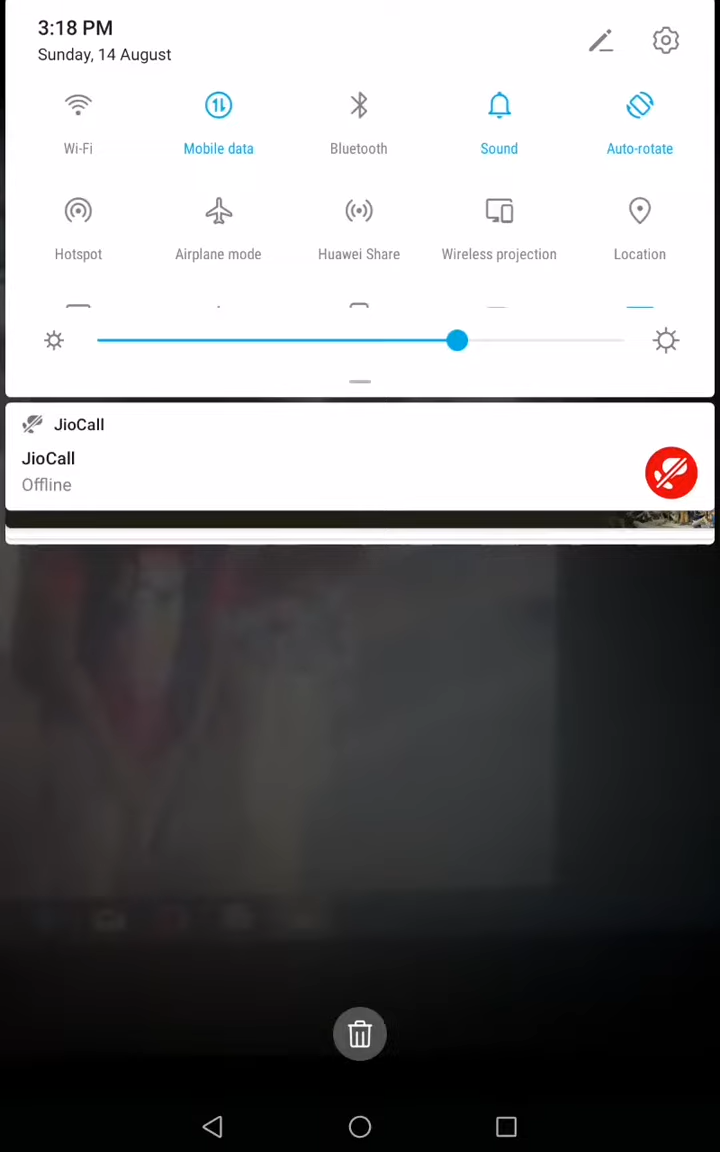 3:18 PM
Sunday, 14 August
Wi-Fi
Mobile data
Bluetooth
Sound
Auto-rotate
Hotspot
Airplane mode
Huawei Share
Wireless projection
Location
JioCall
JioCall
Offline